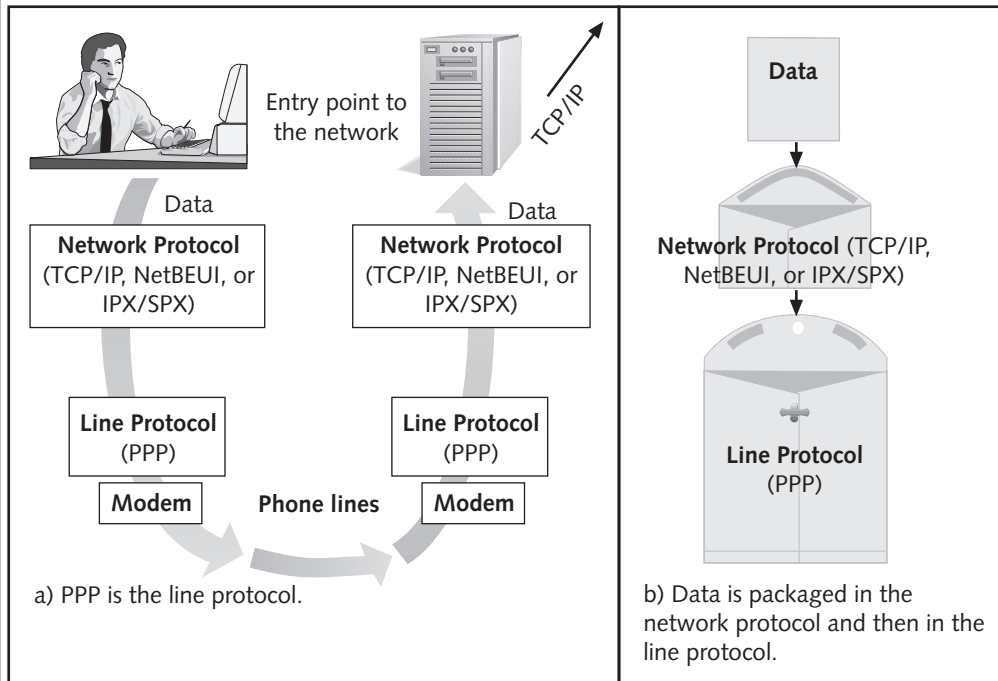 Entry point to
the network
TCP/IP
Data
Network Protocol
(TCP/IP, NetBEUI, or
IPX/SPX)
Line Protocol
(PPP)
Modem
Phone lines
Data
Network Protocol
(TCP/IP, NetBEUI, or
IPX/SPX)
Line Protocol
(PPP)
Modem
a) PPP is the line protocol.
Data
Network Protocol (TCP/IP,
NetBEUI, or IPX/SPX)
Line Protocol
(PPP)
b) Data is packaged in the
network protocol and then in the
line protocol.